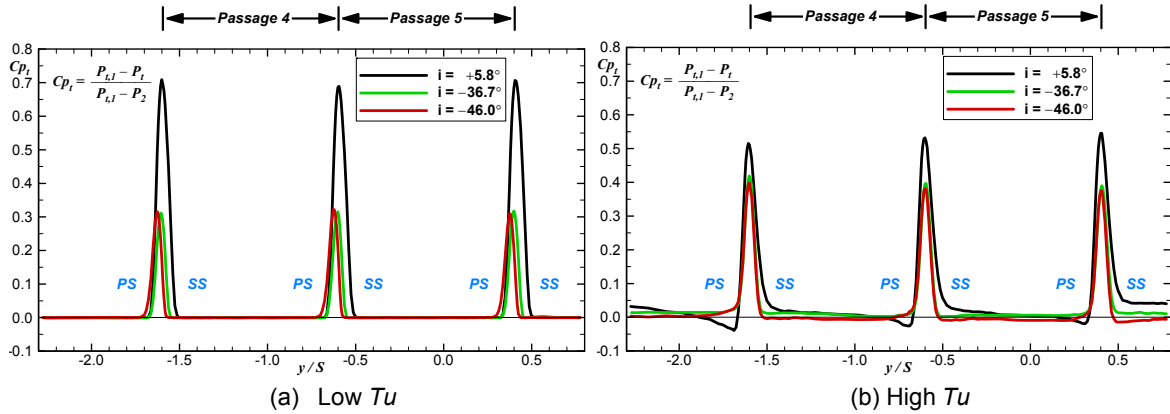 Passage 4 Passage 5
0.8
Cpₜ
0.7
0.6
0.5
0.4
0.3
0.2
0.1
0.0
-0.1
Cpₜ = (Pₜ,₁ − Pₜ) / (Pₜ,₁ − P₂)
i = +5.8°
i = −36.7°
i = −46.0°
PS SS PS SS PS SS
-2.0 -1.5 -1.0 -0.5 0.0 0.5
y / S
(a) Low Tu
Passage 4 Passage 5
0.8
Cpₜ
0.7
0.6
0.5
0.4
0.3
0.2
0.1
0.0
-0.1
Cpₜ = (Pₜ,₁ − Pₜ) / (Pₜ,₁ − P₂)
i = +5.8°
i = −36.7°
i = −46.0°
PS SS PS SS PS SS
-2.0 -1.5 -1.0 -0.5 0.0 0.5
y / S
(b) High Tu